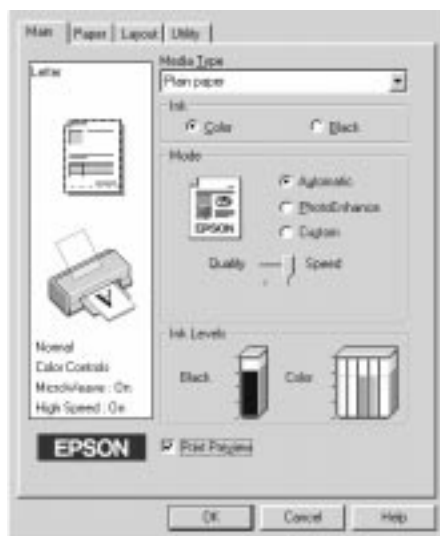 Main Paper Layout Utility
Letter
Media Type
Plain paper
Ink
Color Black
Mode
EPSON
Automatic
PhotoEnhance
Custom
Quality Speed
Normal
Color Controls
MicroWeave : On
High Speed : On
Ink Levels
Black Color
EPSON
Print Preview
OK Cancel Help